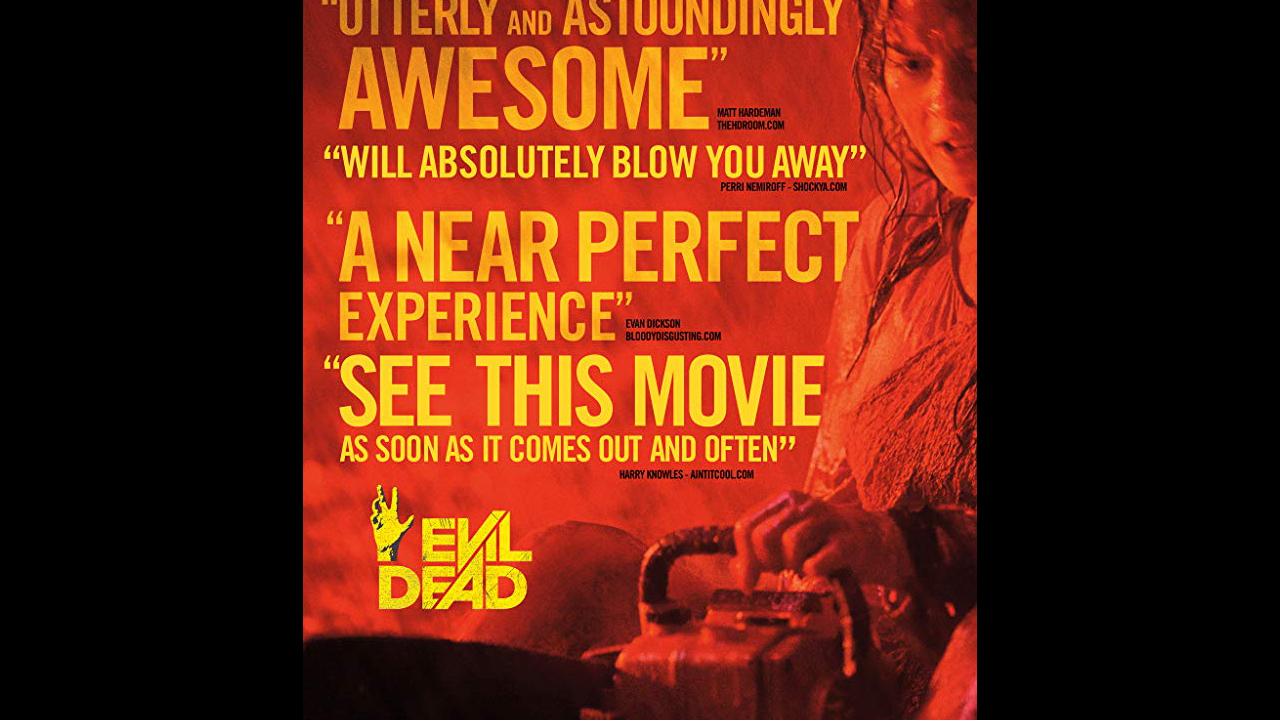 “UTTERLY AND ASTOUNDINGLY
AWESOME”
MATT HARDEMAN
THEHDROOM.COM
“WILL ABSOLUTELY BLOW YOU AWAY”
PERRI NEMIROFF - SHOCKYA.COM
“A NEAR PERFECT
EXPERIENCE”
EVAN DICKSON
BLOODYDISGUSTING.COM
“SEE THIS MOVIE
AS SOON AS IT COMES OUT AND OFTEN”
HARRY KNOWLES - AINTITCOOL.COM
EVIL
DEAD